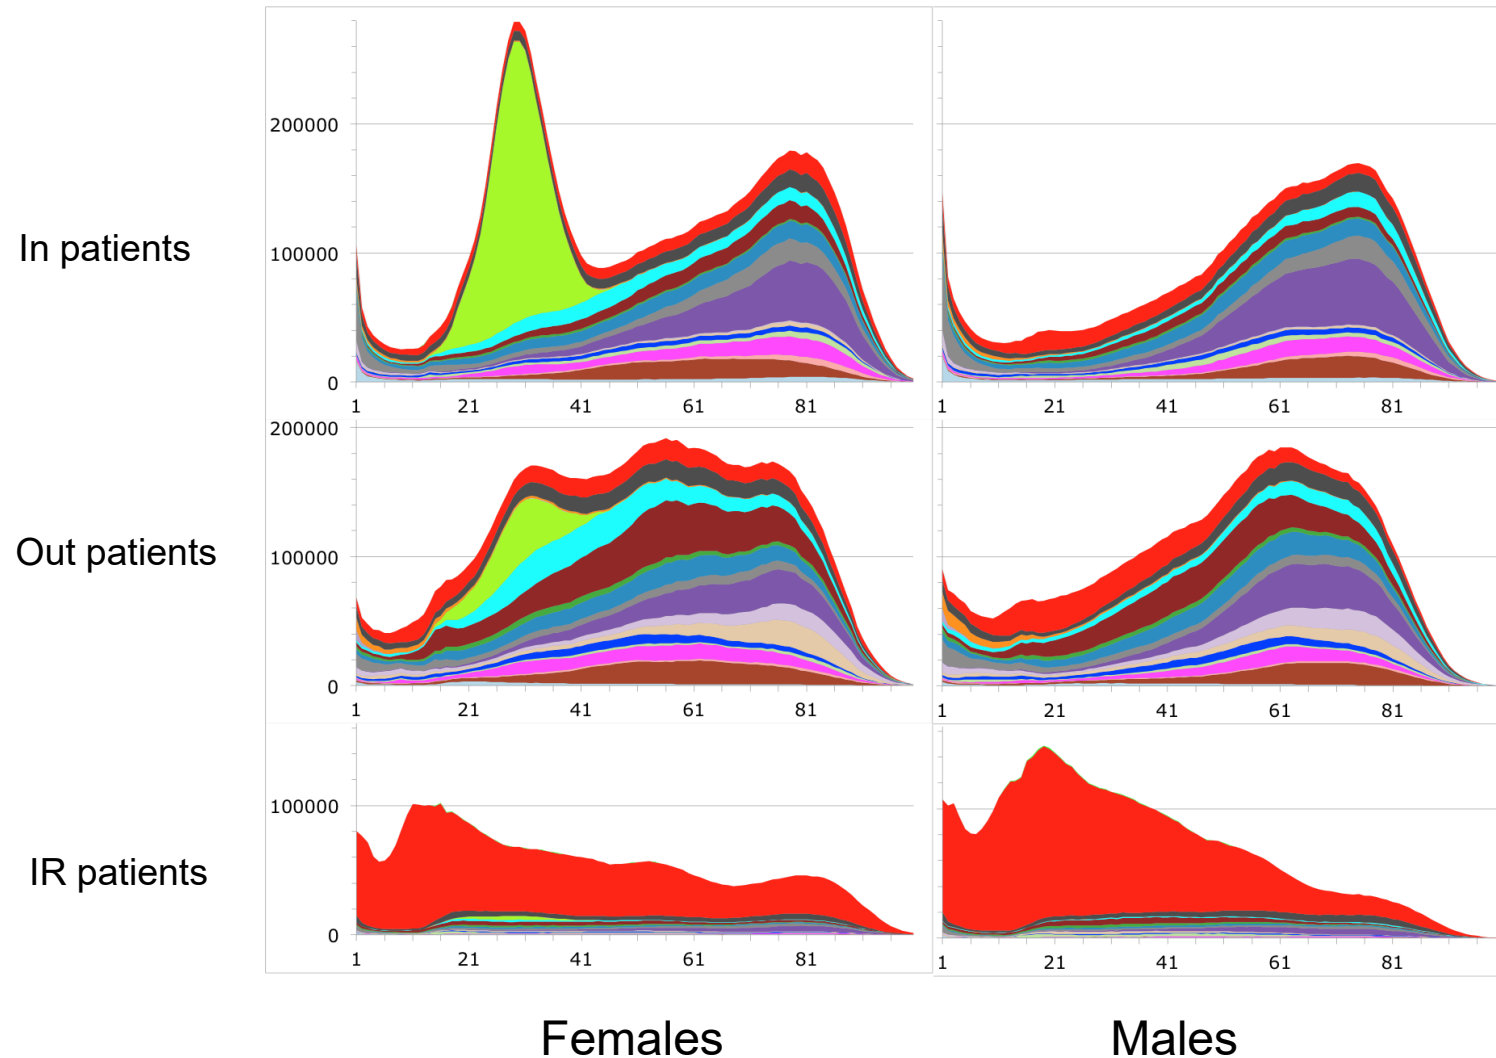 200000
In patients
100000
0
1 21 41 61 81
1 21 41 61 81
200000
Out patients
100000
0
1 21 41 61 81
1 21 41 61 81
100000
IR patients
0
1 21 41 61 81
1 21 41 61 81
Females
Males